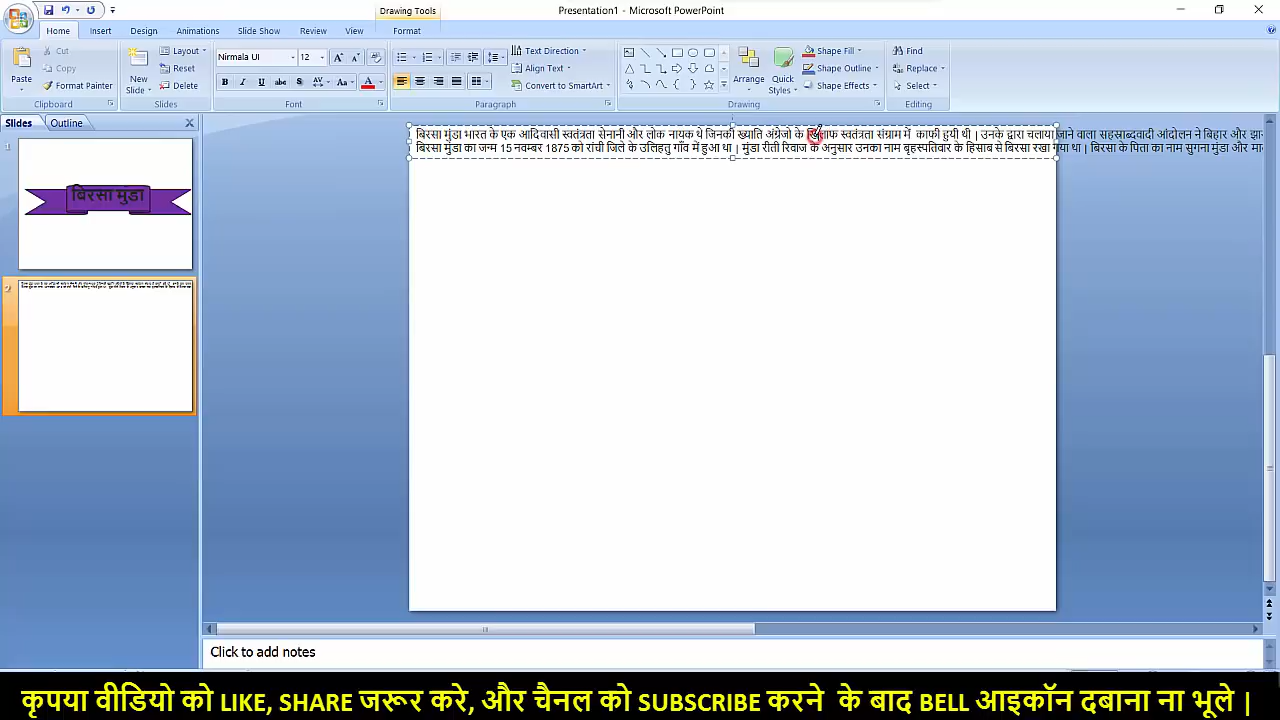 Drawing Tools
Presentation1 - Microsoft PowerPoint
Home Insert Design Animations Slide Show Review View Format
Paste Cut Copy Format Painter Clipboard
New Slide Layout Reset Delete Slides
Nirmala UI 12 Font
Text Direction Align Text Convert to SmartArt Paragraph
Arrange Quick Styles Shape Fill Shape Outline Shape Effects Drawing
Find Replace Select Editing
Slides Outline
1
बिरसा मुंडा
2
बिरसा मुंडा भारत के एक आदिवासी स्वतंत्रता सेनानी और लोक नायक थे जिनकी ख्याति अंग्रेजो के खिलाफ स्वतंत्रता संग्राम में काफी हुयी थी | उनके द्वारा चलाया जाने वाला सहस्राब्दवादी आंदोलन ने बिहार और
बिरसा मुंडा का जन्म 15 नवम्बर 1875 को रांची जिले के उलिहतु गाँव में हुआ था | मुंडा रीती रिवाज के अनुसार उनका नाम बृहस्पतिवार के हिसाब से बिरसा रखा गया था | बिरसा के पिता का नाम सुगना मुंडा और
Click to add notes
कृपया वीडियो को LIKE, SHARE जरूर करे, और चैनल को SUBSCRIBE करने के बाद BELL आइकॉन दबाना ना भूले |